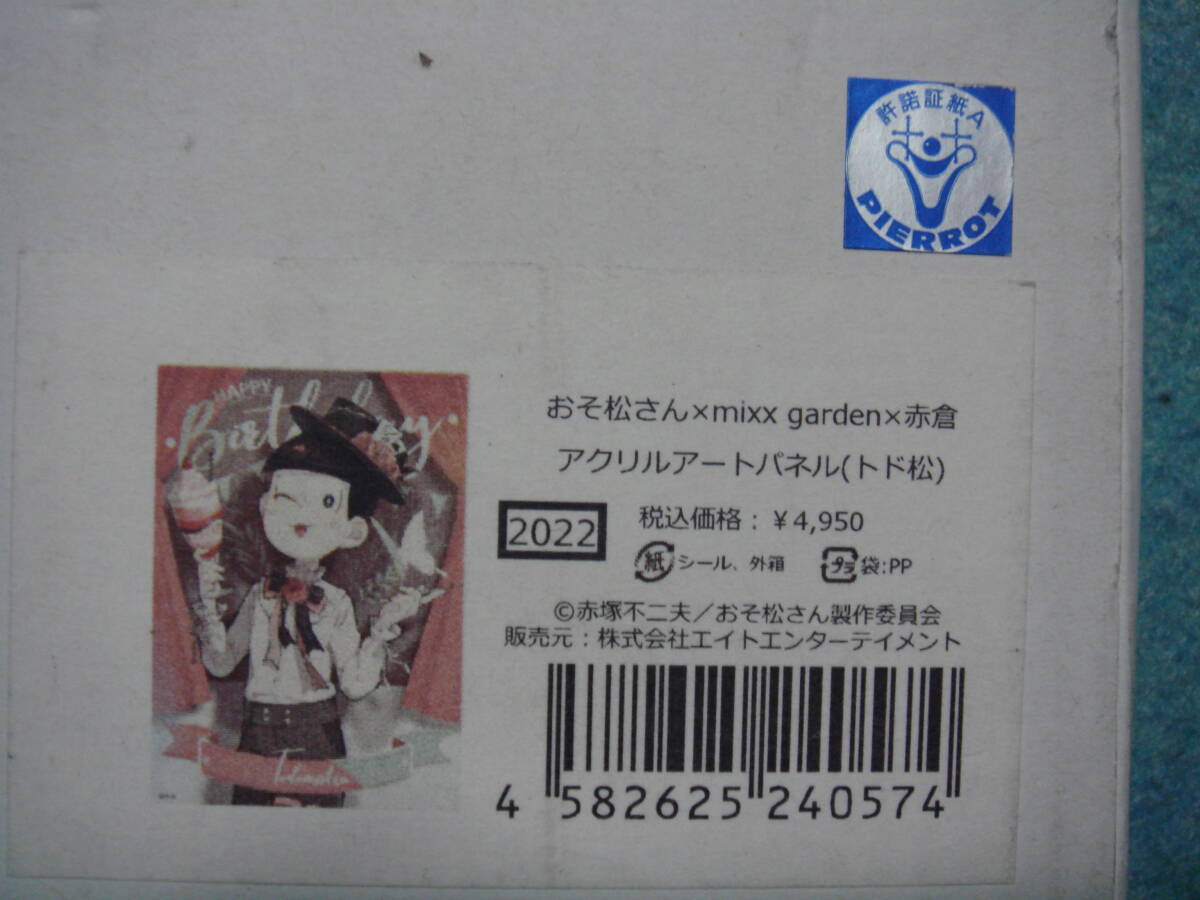 許諾証紙A
PIERROT
HAPPY
Birthday
Todomatsu
おそ松さん×mixx garden×赤倉
アクリルアートパネル(トド松)
2022
税込価格：￥4,950
紙 シール、外箱 プラ 袋:PP
©赤塚不二夫／おそ松さん製作委員会
販売元：株式会社エイトエンターテイメント
4 582625 240574